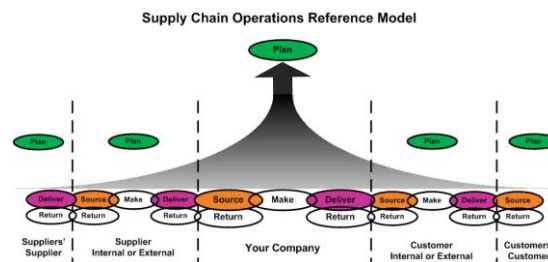 Supply Chain Operations Reference Model
Plan
Plan Plan Plan Plan
Deliver Source Make Deliver Source Make Deliver Source Make Deliver Source
Return Return Return Return Return Return Return Return
Suppliers' Supplier Your Company Customer Customers
Supplier Internal or External Internal or External Customer